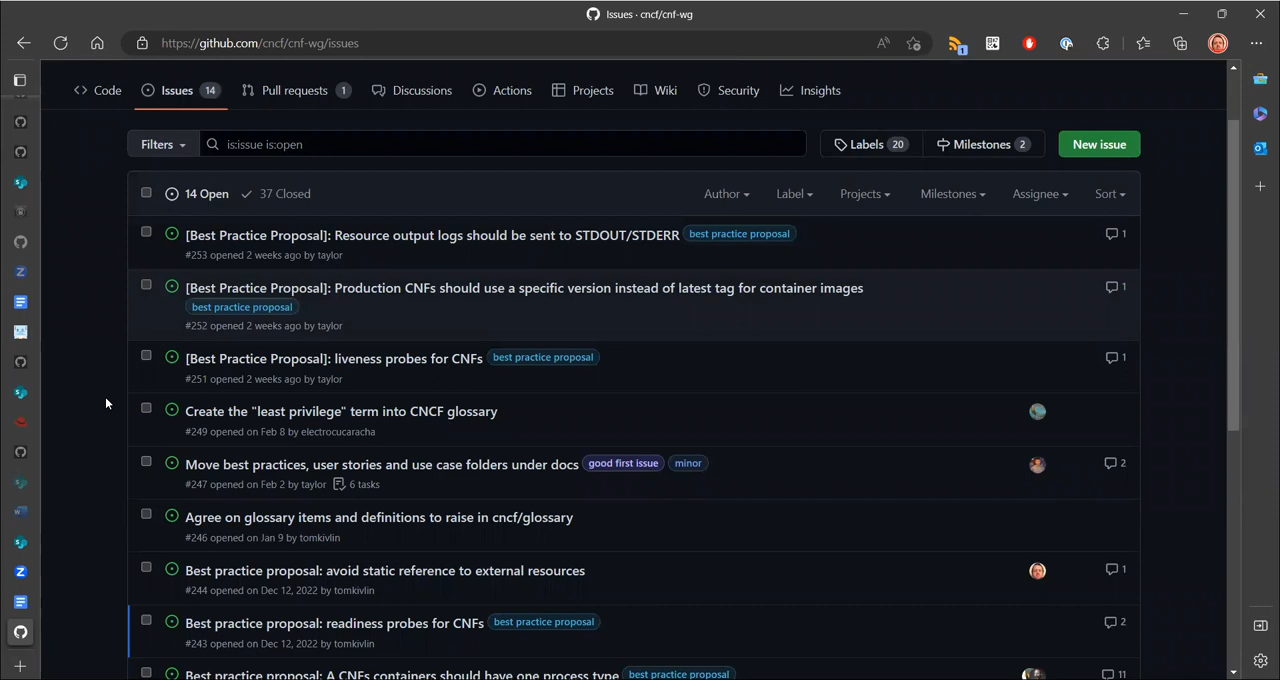 Issues · cncf/cnf-wg
https://github.com/cncf/cnf-wg/issues
1
Code Issues 14 Pull requests 1 Discussions Actions Projects Wiki Security Insights
Filters is:issue is:open Labels 20 Milestones 2 New issue
14 Open 37 Closed Author Label Projects Milestones Assignee Sort
[Best Practice Proposal]: Resource output logs should be sent to STDOUT/STDERR best practice proposal 1
#253 opened 2 weeks ago by taylor
[Best Practice Proposal]: Production CNFs should use a specific version instead of latest tag for container images 1
best practice proposal
#252 opened 2 weeks ago by taylor
[Best Practice Proposal]: liveness probes for CNFs best practice proposal 1
#251 opened 2 weeks ago by taylor
Create the "least privilege" term into CNCF glossary
#249 opened on Feb 8 by electrocucaracha
Move best practices, user stories and use case folders under docs good first issue minor 2
#247 opened on Feb 2 by taylor 6 tasks
Agree on glossary items and definitions to raise in cncf/glossary
#246 opened on Jan 9 by tomkivlin
Best practice proposal: avoid static reference to external resources 1
#244 opened on Dec 12, 2022 by tomkivlin
Best practice proposal: readiness probes for CNFs best practice proposal 2
#243 opened on Dec 12, 2022 by tomkivlin
Best practice proposal: A CNFs containers should have one process type best practice proposal 11